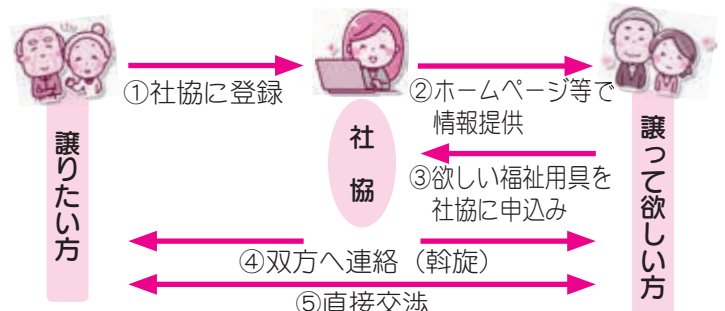 ①社協に登録
②ホームページ等で
情報提供
社協
譲りたい方
譲って欲しい方
③欲しい福祉用具を
社協に申込み
④双方へ連絡（斡旋）
⑤直接交渉